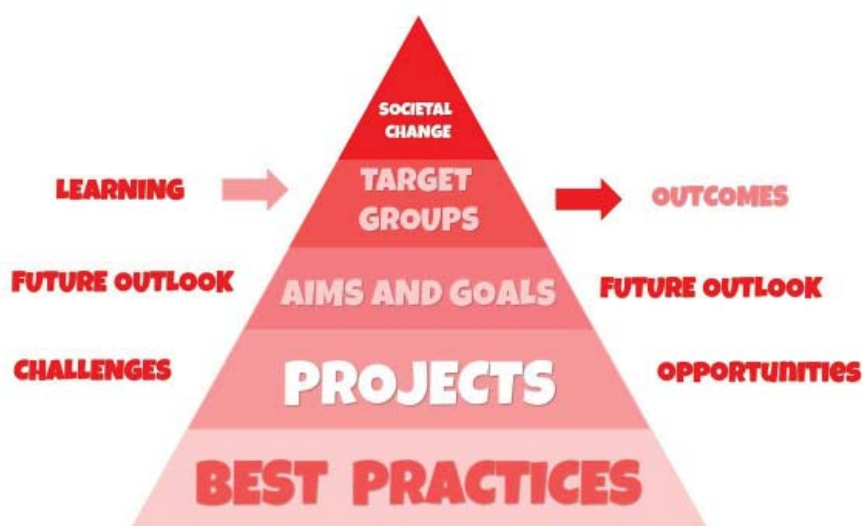 SOCIETAL
CHANGE
LEARNING
TARGET
GROUPS
OUTCOMES
FUTURE OUTLOOK
AIMS AND GOALS
FUTURE OUTLOOK
CHALLENGES
PROJECTS
OPPORTUNITIES
BEST PRACTICES